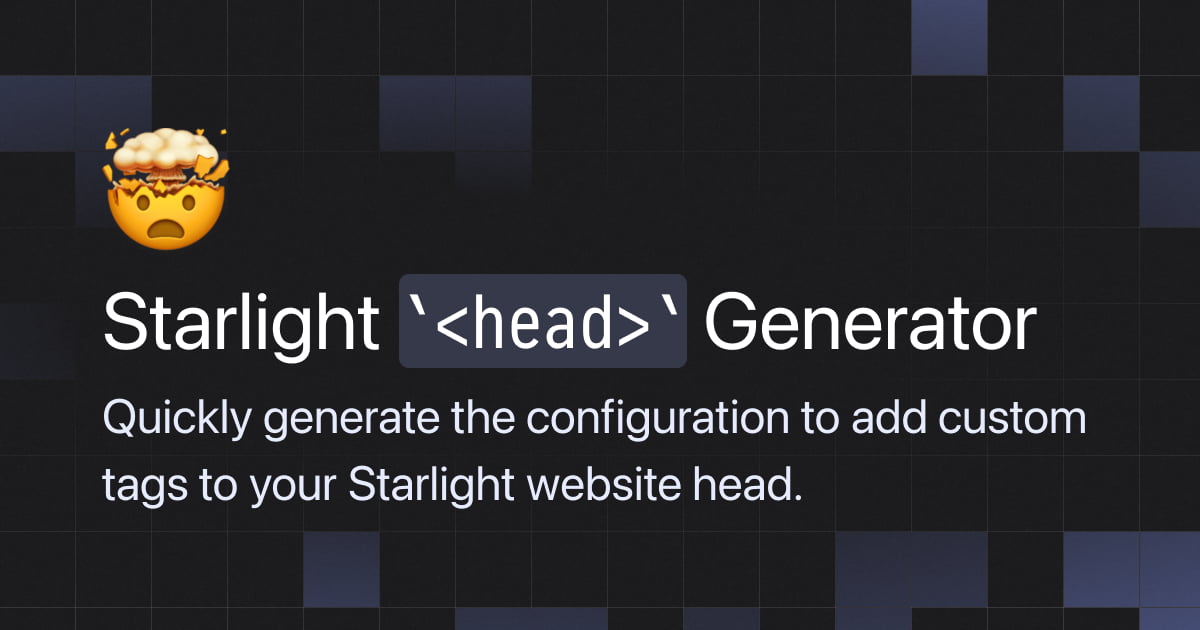 Starlight `<head>` Generator
Quickly generate the configuration to add custom
tags to your Starlight website head.